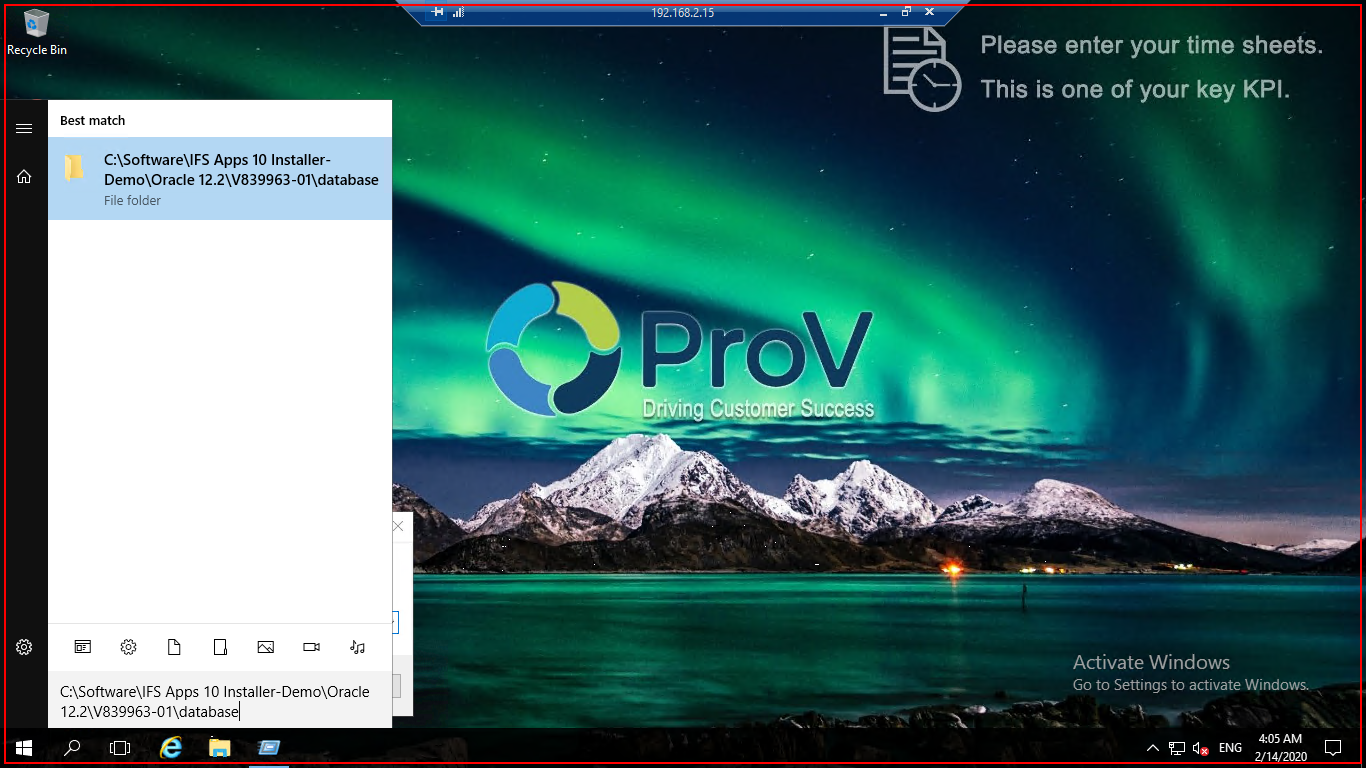 192.168.2.15
Recycle Bin
Please enter your time sheets.
This is one of your key KPI.
Best match
C:\Software\IFS Apps 10 Installer-
Demo\Oracle 12.2\V839963-01\database
File folder
ProV
Driving Customer Success
Activate Windows
Go to Settings to activate Windows.
C:\Software\IFS Apps 10 Installer-Demo\Oracle
12.2\V839963-01\database
ENG
4:05 AM
2/14/2020